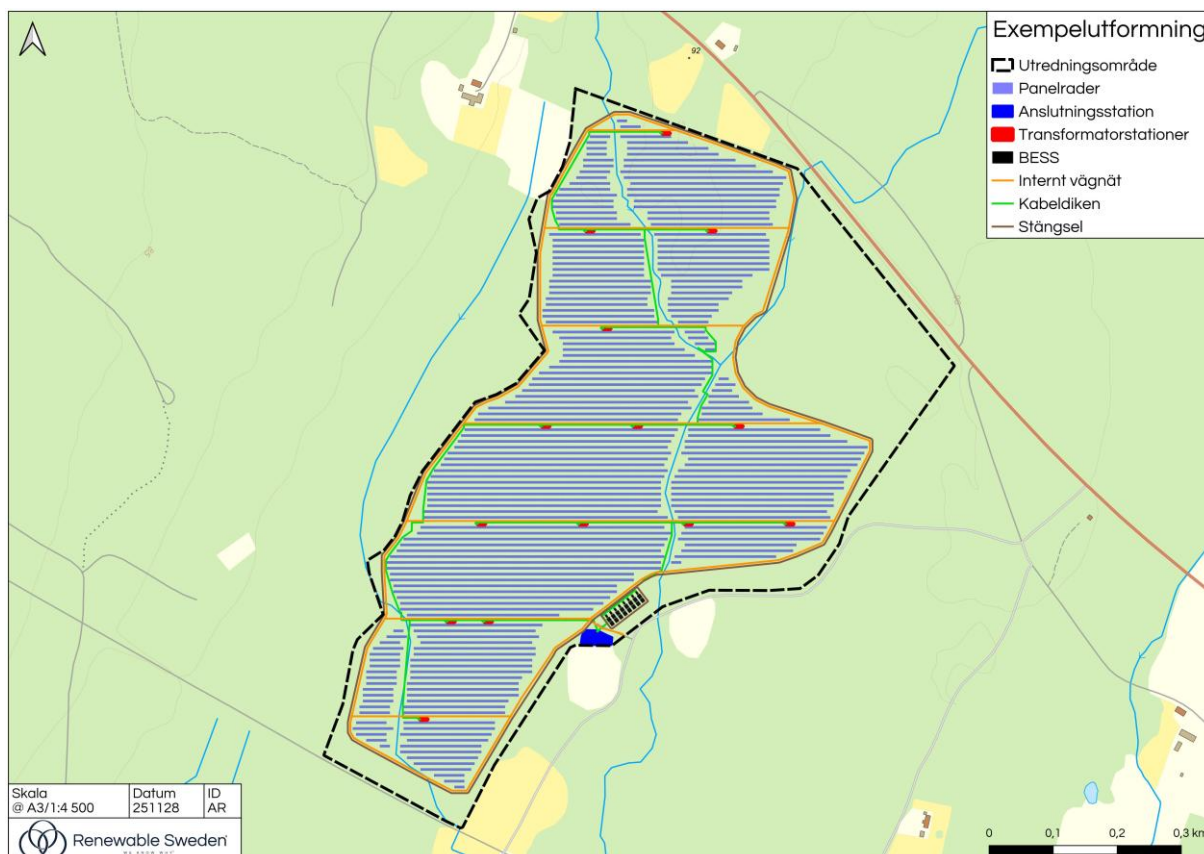 Exempelutformning
Utredningsområde
Panelrader
Anslutningsstation
Transformatorstationer
BESS
Internt vägnät
Kabeldiken
Stängsel
92
Skala
@ A3/1:4 500
Datum
251128
ID
AR
Renewable Sweden
0 0,1 0,2 0,3 km